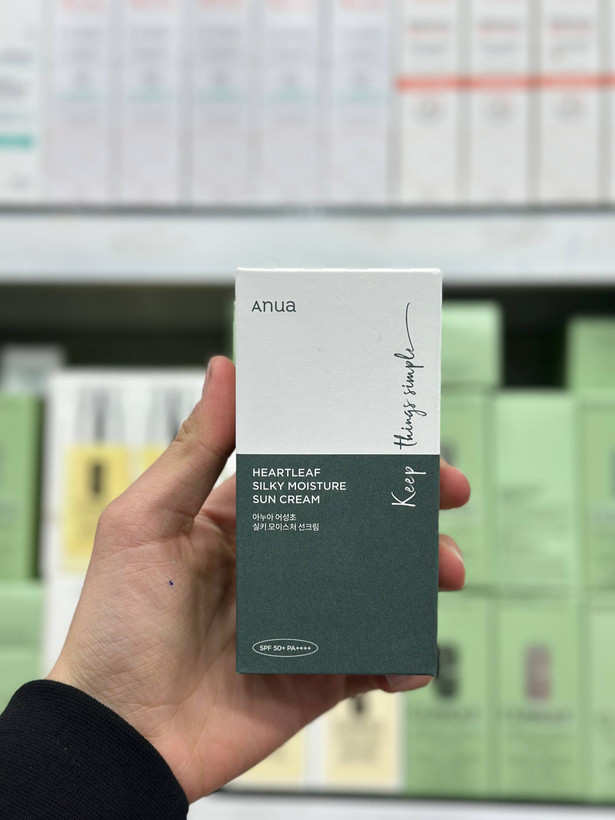 Anua
Keep things simple
HEARTLEAF
SILKY MOISTURE
SUN CREAM
아누아 어성초
실키 모이스처 선크림
SPF 50+ PA++++